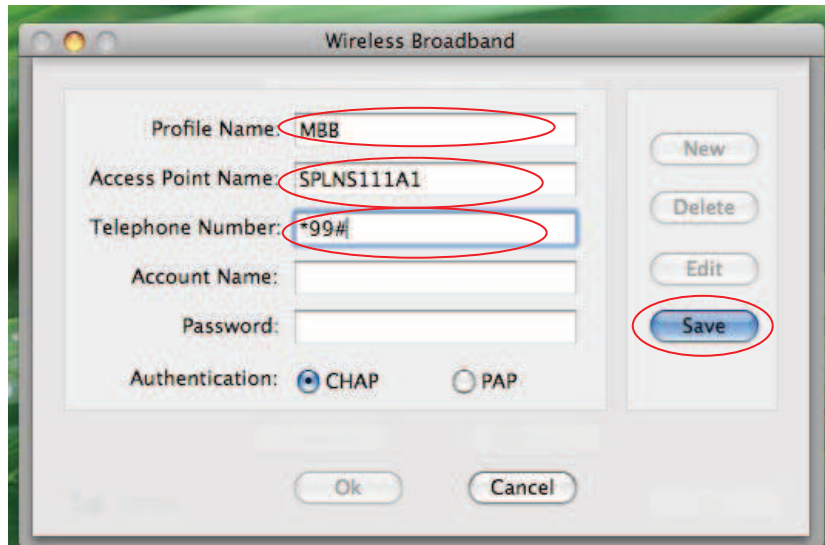 Wireless Broadband
Profile Name: MBB
Access Point Name: SPLNS111A1
Telephone Number: *99#
Account Name:
Password:
Authentication: CHAP PAP
New
Delete
Edit
Save
Ok Cancel